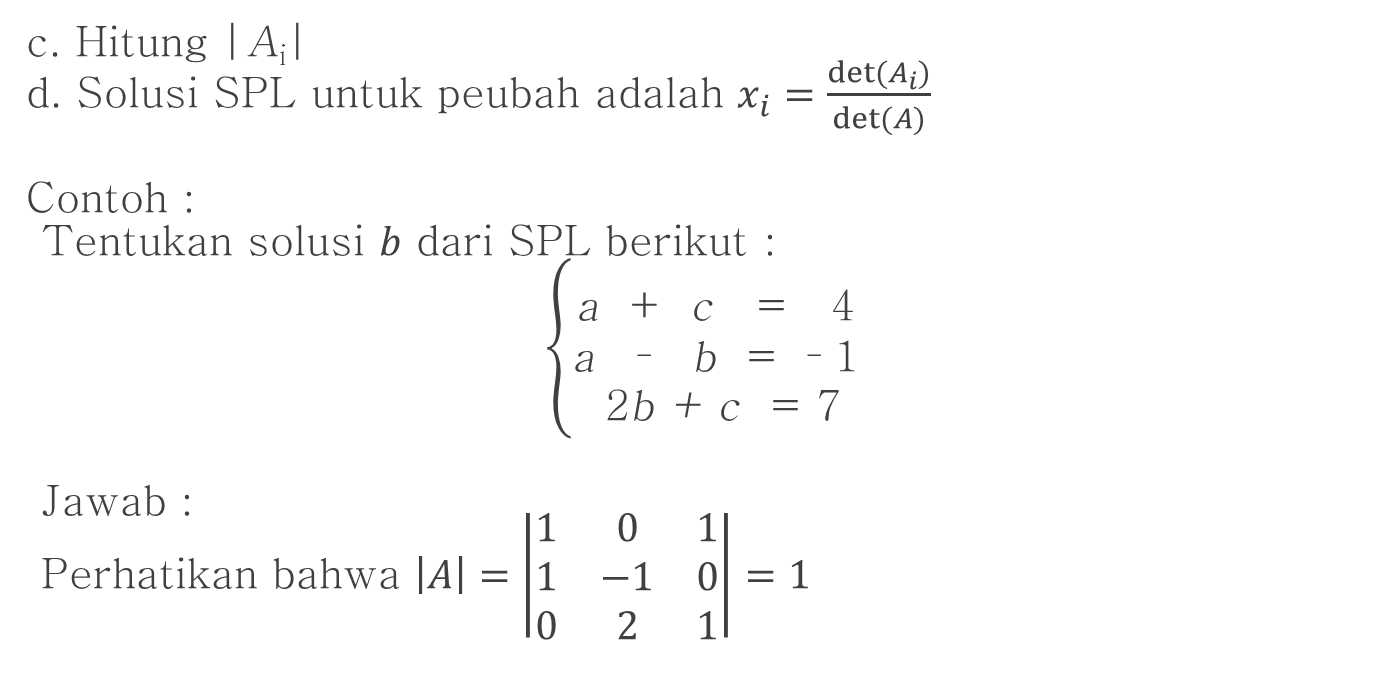 c. Hitung |A_i|
d. Solusi SPL untuk peubah adalah x_i = det(A_i) / det(A)
Contoh :
Tentukan solusi b dari SPL berikut :
a + c = 4
a - b = -1
2b + c = 7
Jawab :
Perhatikan bahwa |A| = |1 0 1
1 −1 0
0 2 1| = 1